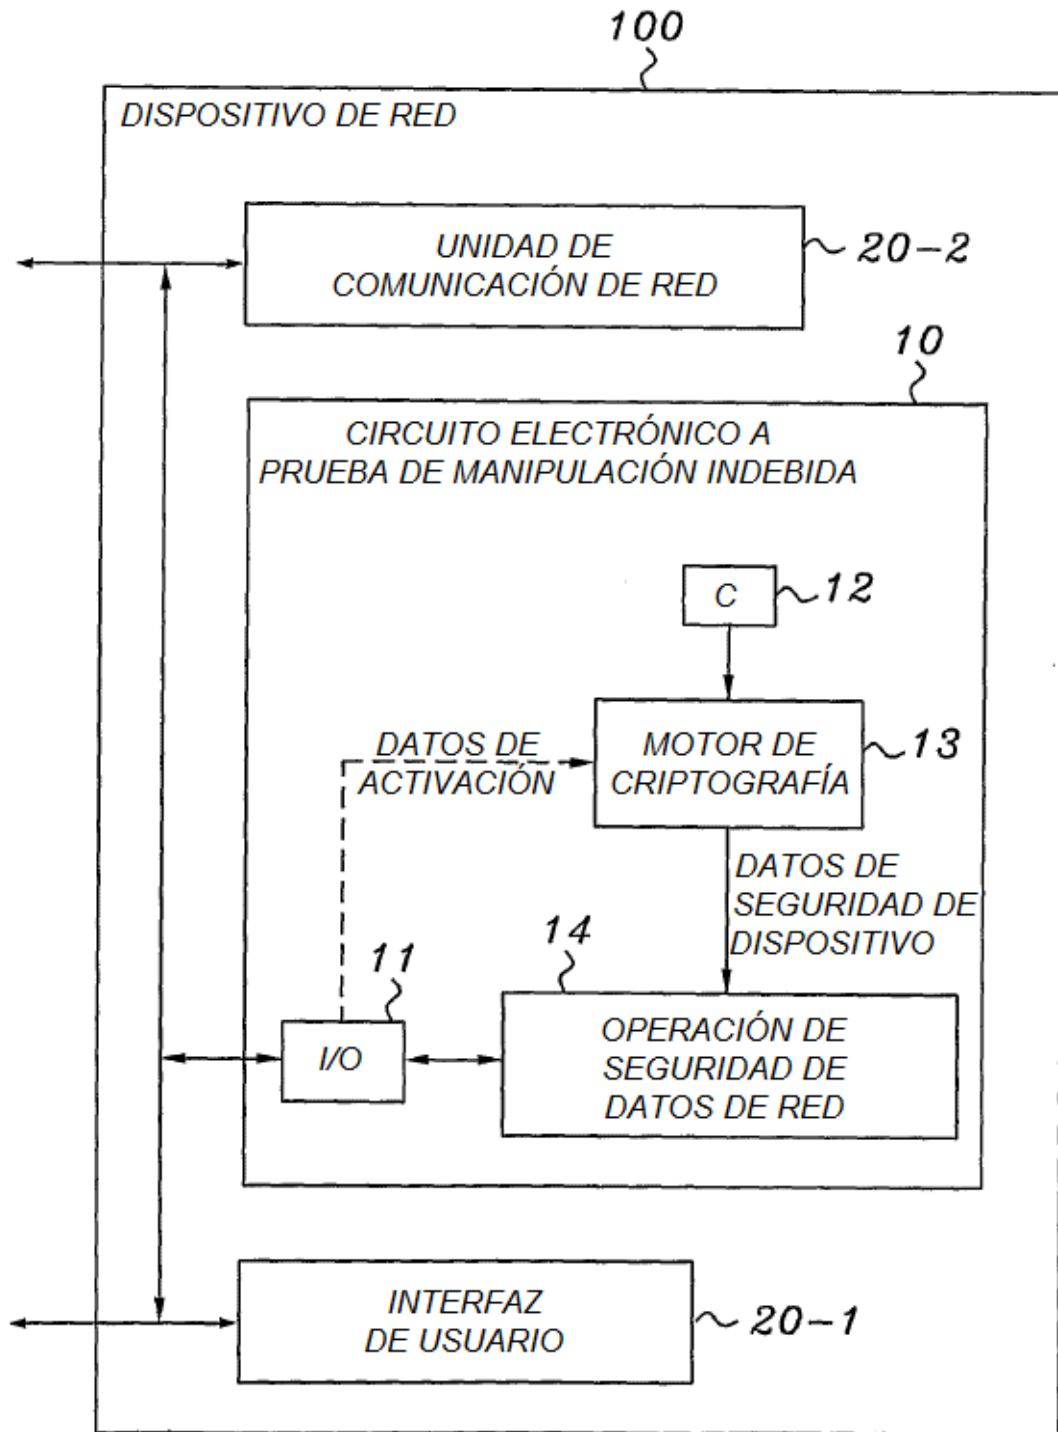 100
DISPOSITIVO DE RED
UNIDAD DE
COMUNICACIÓN DE RED
20-2
10
CIRCUITO ELECTRÓNICO A
PRUEBA DE MANIPULACIÓN INDEBIDA
C
12
DATOS DE
ACTIVACIÓN
MOTOR DE
CRIPTOGRAFÍA
13
DATOS DE
SEGURIDAD DE
DISPOSITIVO
14
11
I/O
OPERACIÓN DE
SEGURIDAD DE
DATOS DE RED
INTERFAZ
DE USUARIO
20-1